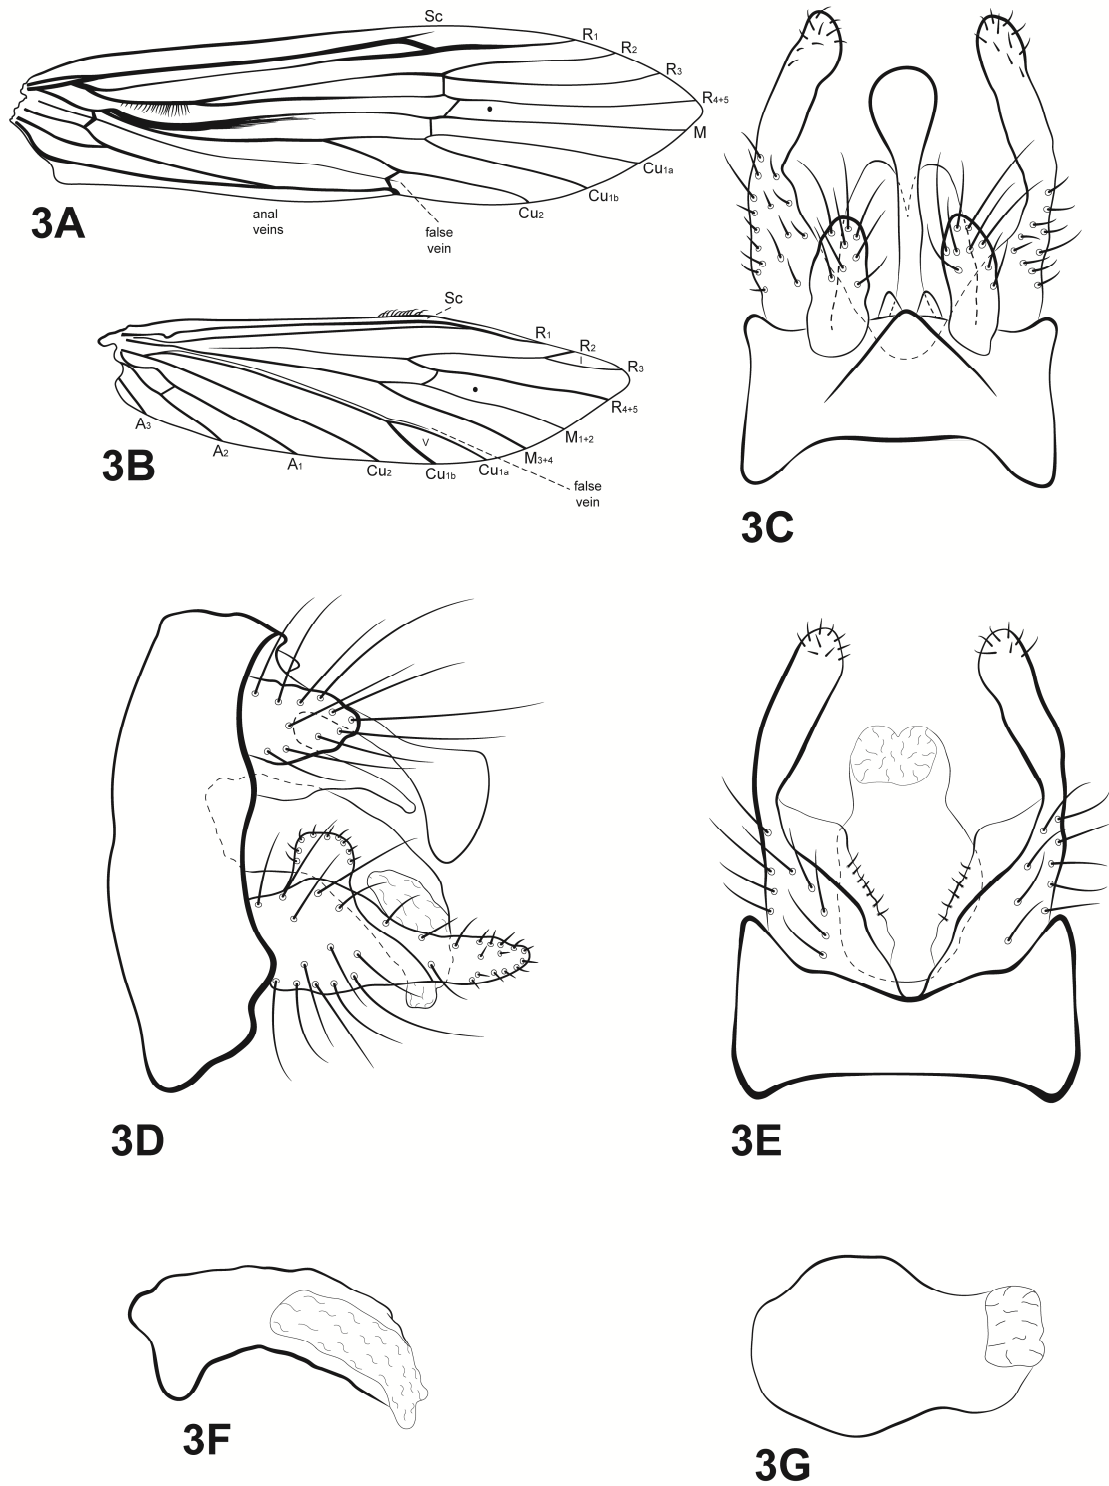 Sc
R1
R2
R3
R4+5
M
Cu1a
Cu1b
Cu2
anal
veins
false
vein
3A
Sc
R1
R2
I
R3
R4+5
M1+2
M3+4
V
Cu1a
Cu1b
Cu2
A1
A2
A3
false
vein
3B
3C
3D
3E
3F
3G